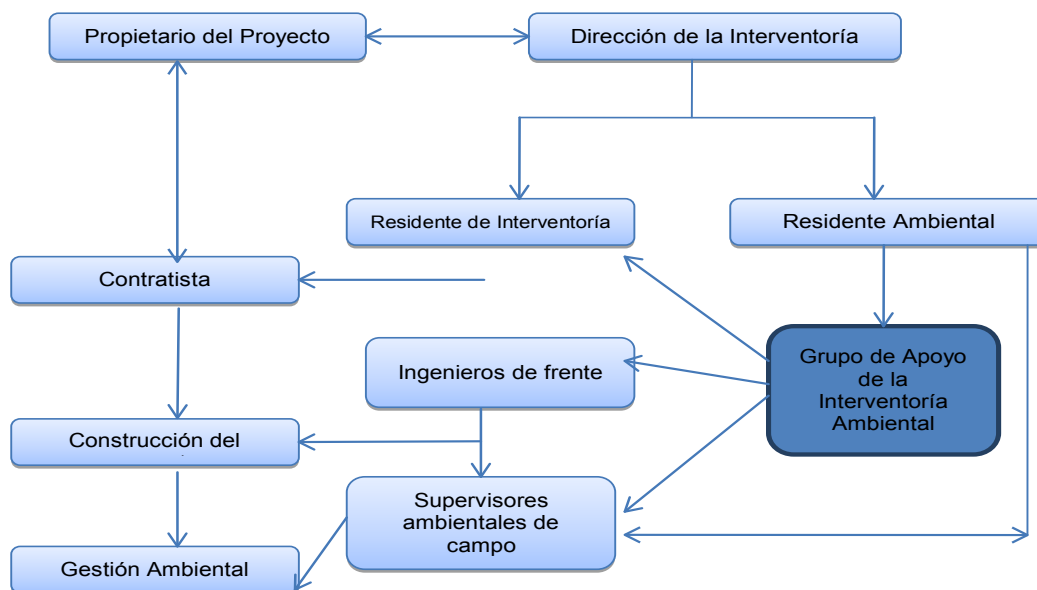 Propietario del Proyecto
Dirección de la Interventoría
Residente de Interventoría
Residente Ambiental
Contratista
Ingenieros de frente
Grupo de Apoyo
de la
Interventoría
Ambiental
Construcción del
Supervisores
ambientales de
campo
Gestión Ambiental